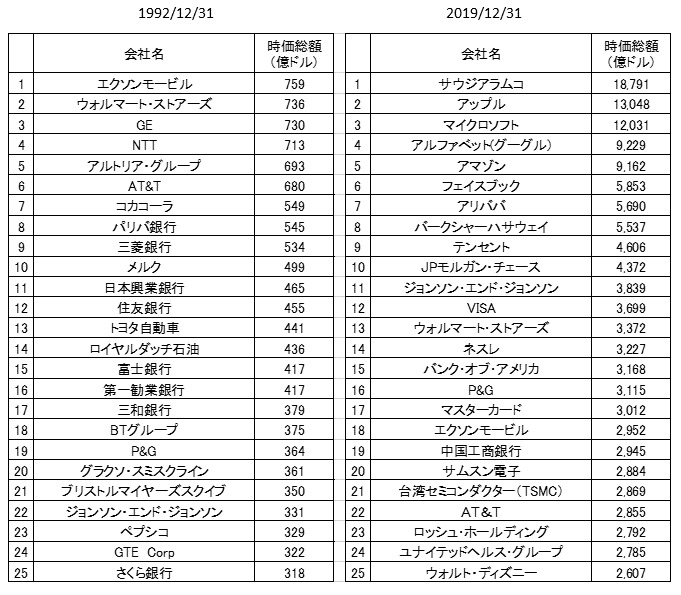 1992/12/31 2019/12/31
会社名 時価総額（億ドル） 会社名 時価総額（億ドル）
1 エクソンモービル 759 1 サウジアラムコ 18,791
2 ウォルマート・ストアーズ 736 2 アップル 13,048
3 GE 730 3 マイクロソフト 12,031
4 NTT 713 4 アルファベット(グーグル) 9,229
5 アルトリア・グループ 693 5 アマゾン 9,162
6 AT&T 680 6 フェイスブック 5,853
7 コカコーラ 549 7 アリババ 5,690
8 パリバ銀行 545 8 バークシャーハサウェイ 5,537
9 三菱銀行 534 9 テンセント 4,606
10 メルク 499 10 JPモルガン・チェース 4,372
11 日本興業銀行 465 11 ジョンソン・エンド・ジョンソン 3,839
12 住友銀行 455 12 VISA 3,699
13 トヨタ自動車 441 13 ウォルマート・ストアーズ 3,372
14 ロイヤルダッチ石油 436 14 ネスレ 3,227
15 富士銀行 417 15 バンク・オブ・アメリカ 3,168
16 第一勧業銀行 417 16 P&G 3,115
17 三和銀行 379 17 マスターカード 3,012
18 BTグループ 375 18 エクソンモービル 2,952
19 P&G 364 19 中国工商銀行 2,945
20 グラクソ・スミスクライン 361 20 サムスン電子 2,884
21 ブリストルマイヤーズスクイブ 350 21 台湾セミコンダクター（TSMC） 2,869
22 ジョンソン・エンド・ジョンソン 331 22 AT&T 2,855
23 ペプシコ 329 23 ロッシュ・ホールディング 2,792
24 GTE Corp 322 24 ユナイテッドヘルス・グループ 2,785
25 さくら銀行 318 25 ウォルト・ディズニー 2,607